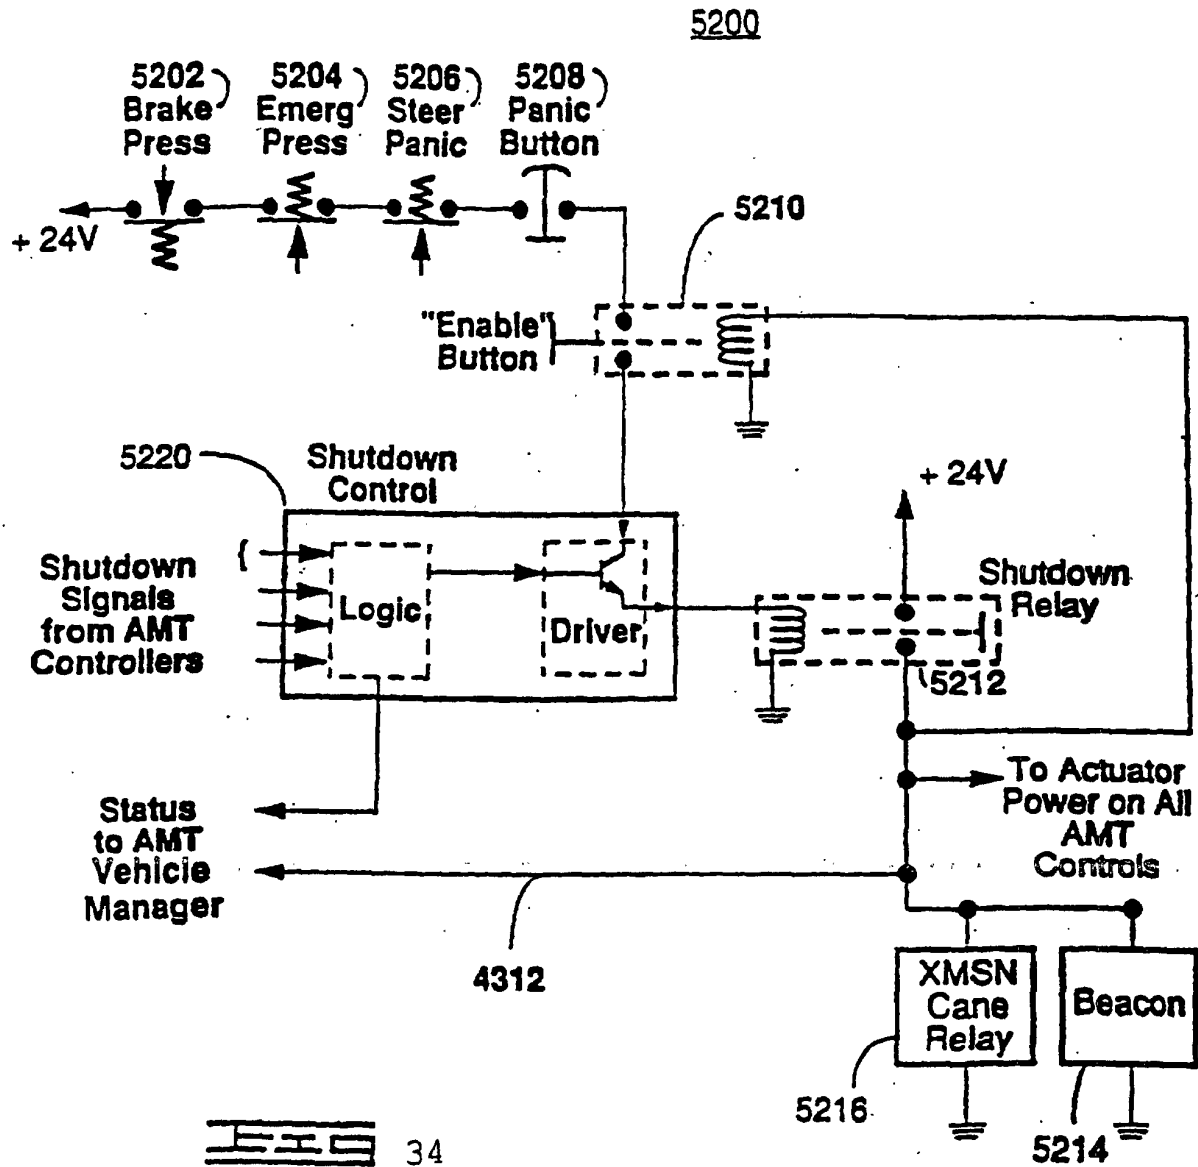 5200
5202
Brake
Press
5204
Emerg
Press
5206
Steer
Panic
5208
Panic
Button
+ 24V
5210
"Enable"
Button
5220
Shutdown
Control
+ 24V
Shutdown
Signals
from AMT
Controllers
Logic
Driver
Shutdown
Relay
5212
To Actuator
Power on All
AMT
Controls
Status
to AMT
Vehicle
Manager
4312
XMSN
Cane
Relay
Beacon
5216
5214
FIG 34